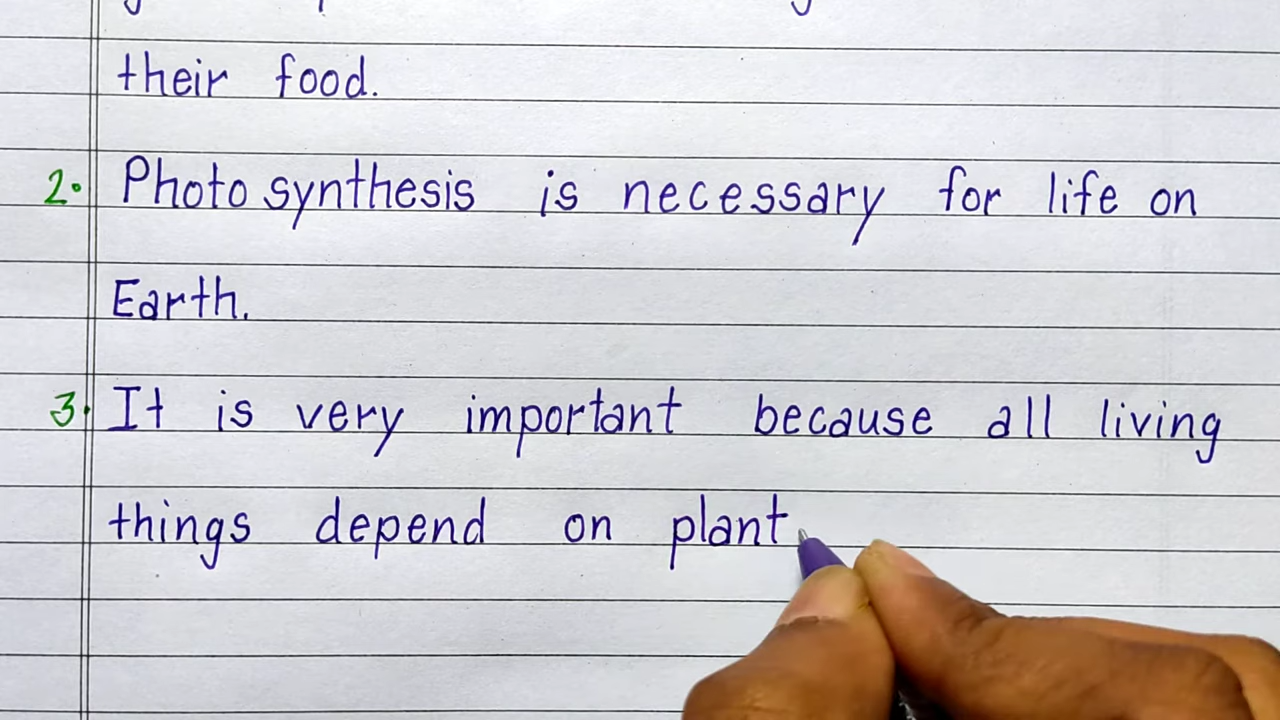 their food.
2. Photosynthesis is necessary for life on
Earth.
3. It is very important because all living
things depend on plant